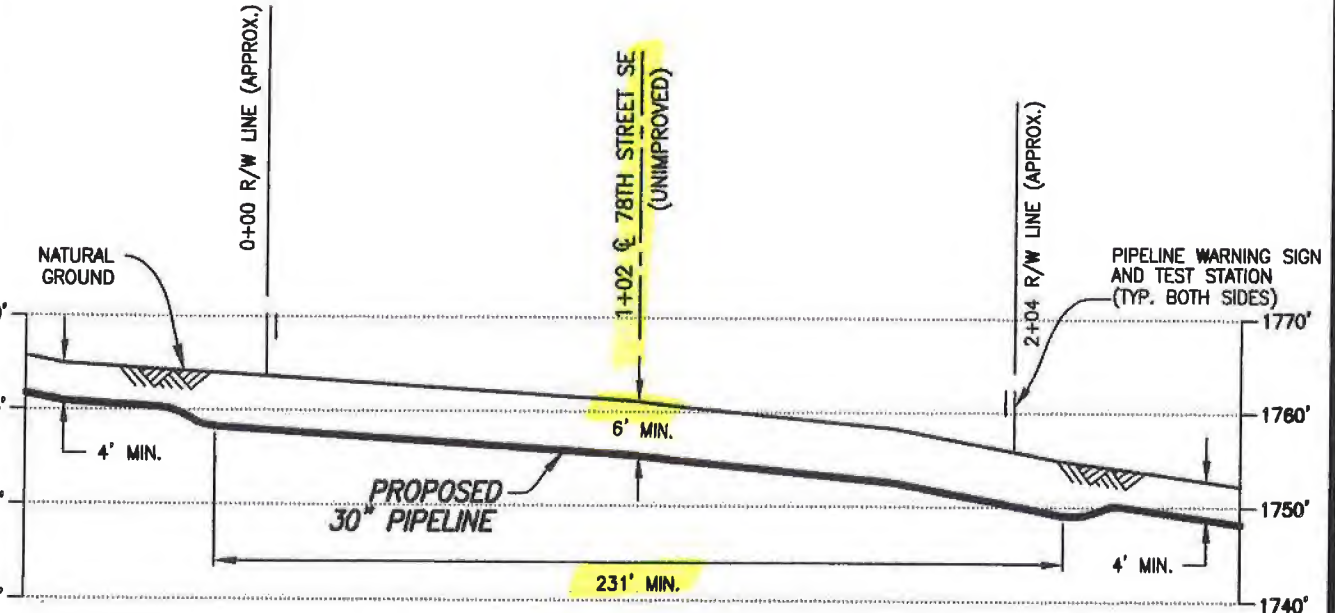 0+00 R/W LINE (APPROX.)
1+02 ℄ 78TH STREET SE
(UNIMPROVED)
2+04 R/W LINE (APPROX.)
NATURAL
GROUND
PIPELINE WARNING SIGN
AND TEST STATION
(TYP. BOTH SIDES)
1770'
1760'
6' MIN.
4' MIN.
PROPOSED
30" PIPELINE
1750'
4' MIN.
231' MIN.
1740'